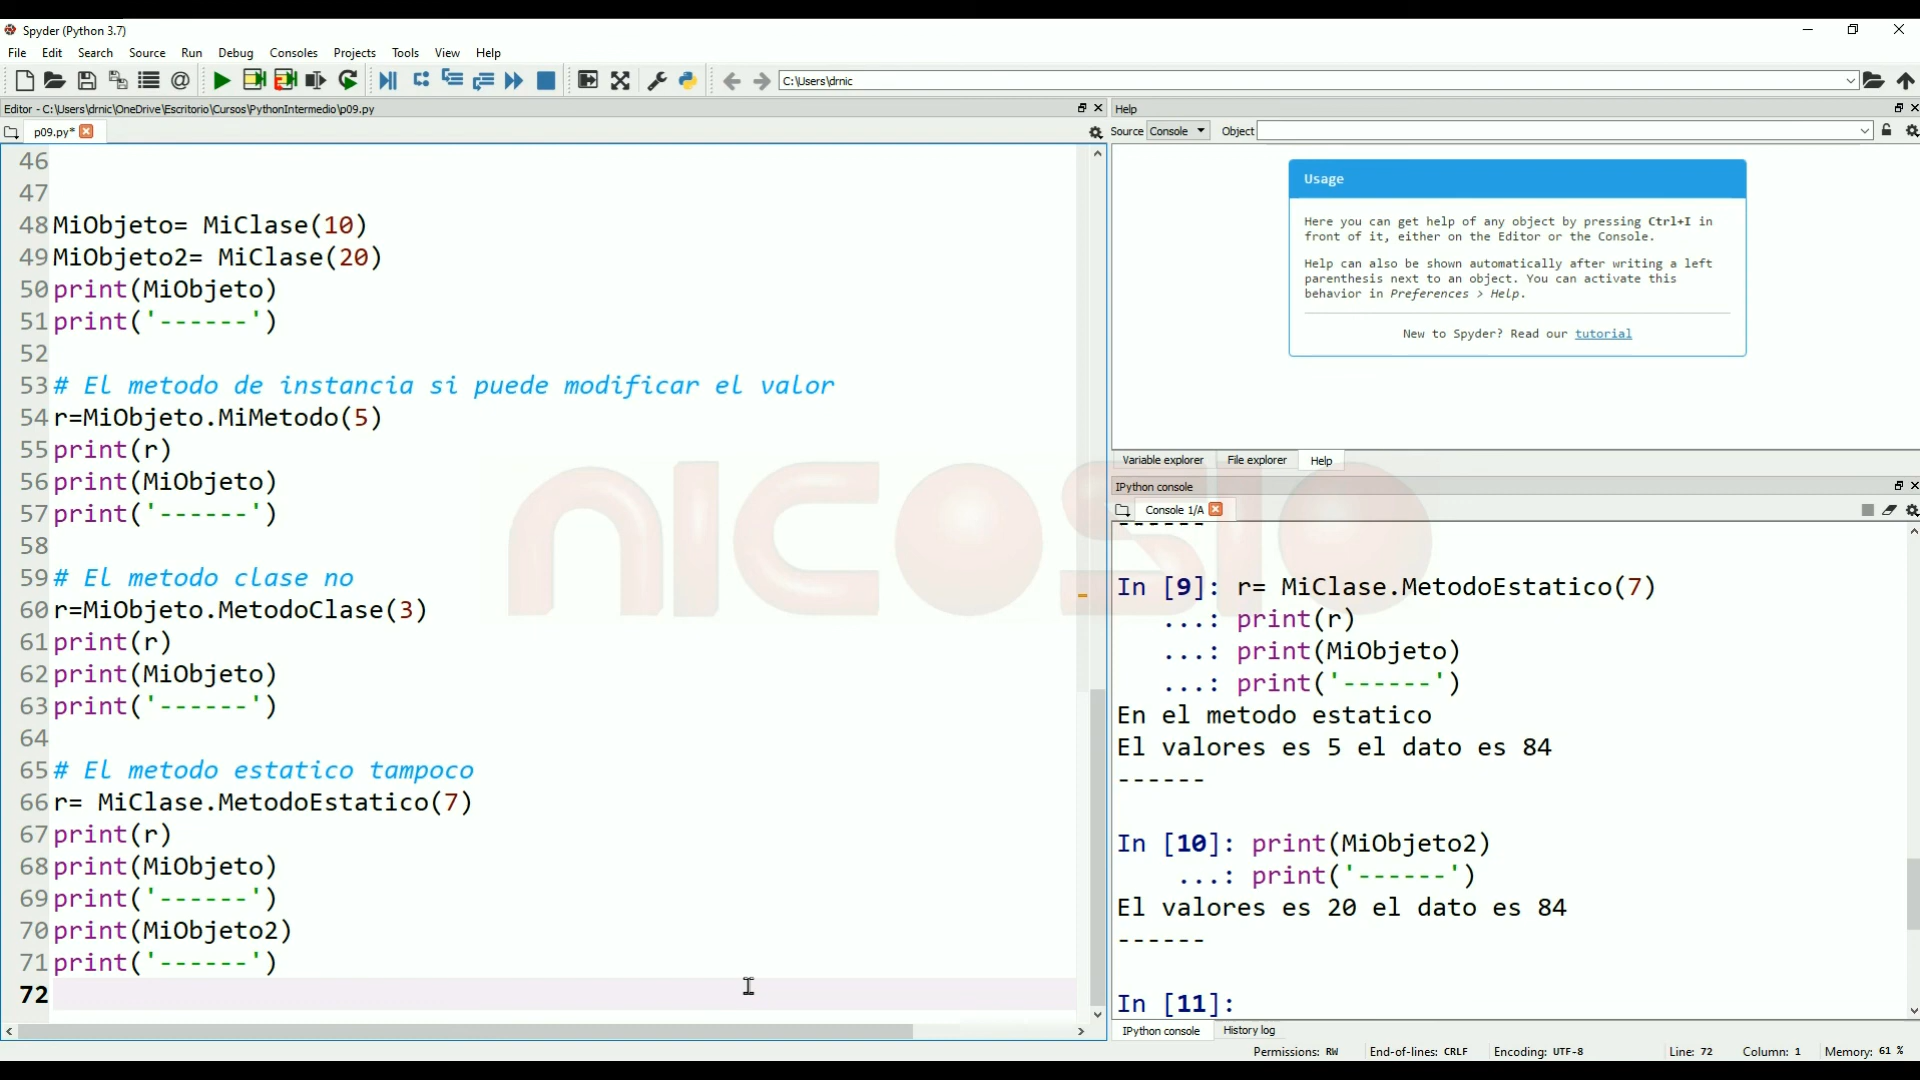 Spyder (Python 3.7)
File Edit Search Source Run Debug Consoles Projects Tools View Help
C:\Users\drnic
Editor - C:\Users\drnic\OneDrive\Escritorio\Cursos\PythonIntermedio\p09.py
p09.py*
46
47
48 MiObjeto= MiClase(10)
49 MiObjeto2= MiClase(20)
50 print(MiObjeto)
51 print('------')
52
53 # El metodo de instancia si puede modificar el valor
54 r=MiObjeto.MiMetodo(5)
55 print(r)
56 print(MiObjeto)
57 print('------')
58
59 # El metodo clase no
60 r=MiObjeto.MetodoClase(3)
61 print(r)
62 print(MiObjeto)
63 print('------')
64
65 # El metodo estatico tampoco
66 r= MiClase.MetodoEstatico(7)
67 print(r)
68 print(MiObjeto)
69 print('------')
70 print(MiObjeto2)
71 print('------')
72
Help
Source Console Object
Usage
Here you can get help of any object by pressing Ctrl+I in
front of it, either on the Editor or the Console.
Help can also be shown automatically after writing a left
parenthesis next to an object. You can activate this
behavior in Preferences > Help.
New to Spyder? Read our tutorial
Variable explorer File explorer Help
IPython console
Console 1/A
------
In [9]: r= MiClase.MetodoEstatico(7)
...: print(r)
...: print(MiObjeto)
...: print('------')
En el metodo estatico
El valores es 5 el dato es 84
------
In [10]: print(MiObjeto2)
...: print('------')
El valores es 20 el dato es 84
------
In [11]:
IPython console History log
Permissions: RW End-of-lines: CRLF Encoding: UTF-8 Line: 72 Column: 1 Memory: 61 %
NICOSIO